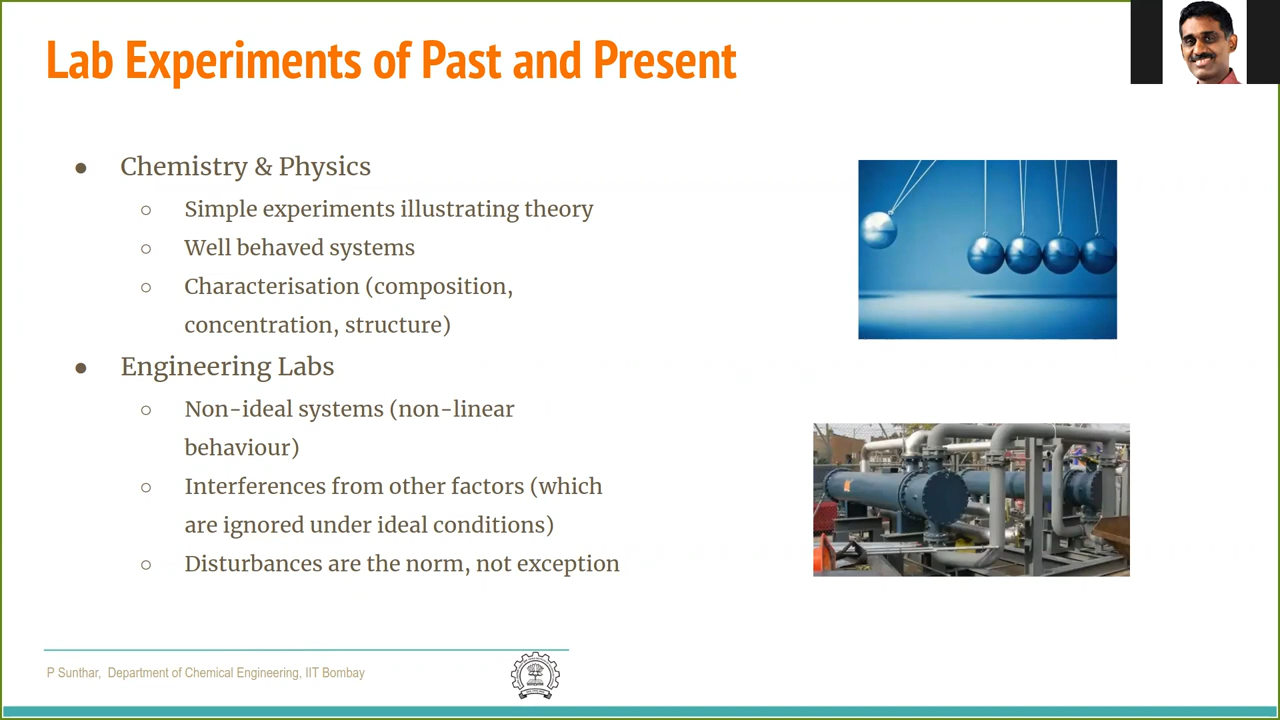 Lab Experiments of Past and Present
● Chemistry & Physics
○ Simple experiments illustrating theory
○ Well behaved systems
○ Characterisation (composition,
concentration, structure)
● Engineering Labs
○ Non-ideal systems (non-linear
behaviour)
○ Interferences from other factors (which
are ignored under ideal conditions)
○ Disturbances are the norm, not exception
P Sunthar, Department of Chemical Engineering, IIT Bombay